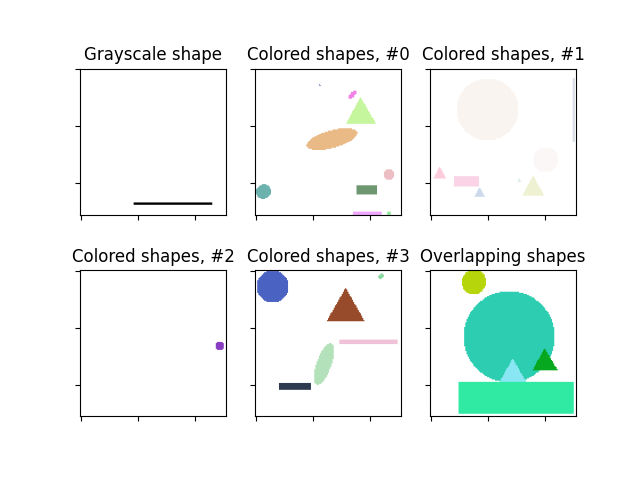 Grayscale shape
Colored shapes, #0
Colored shapes, #1
Colored shapes, #2
Colored shapes, #3
Overlapping shapes